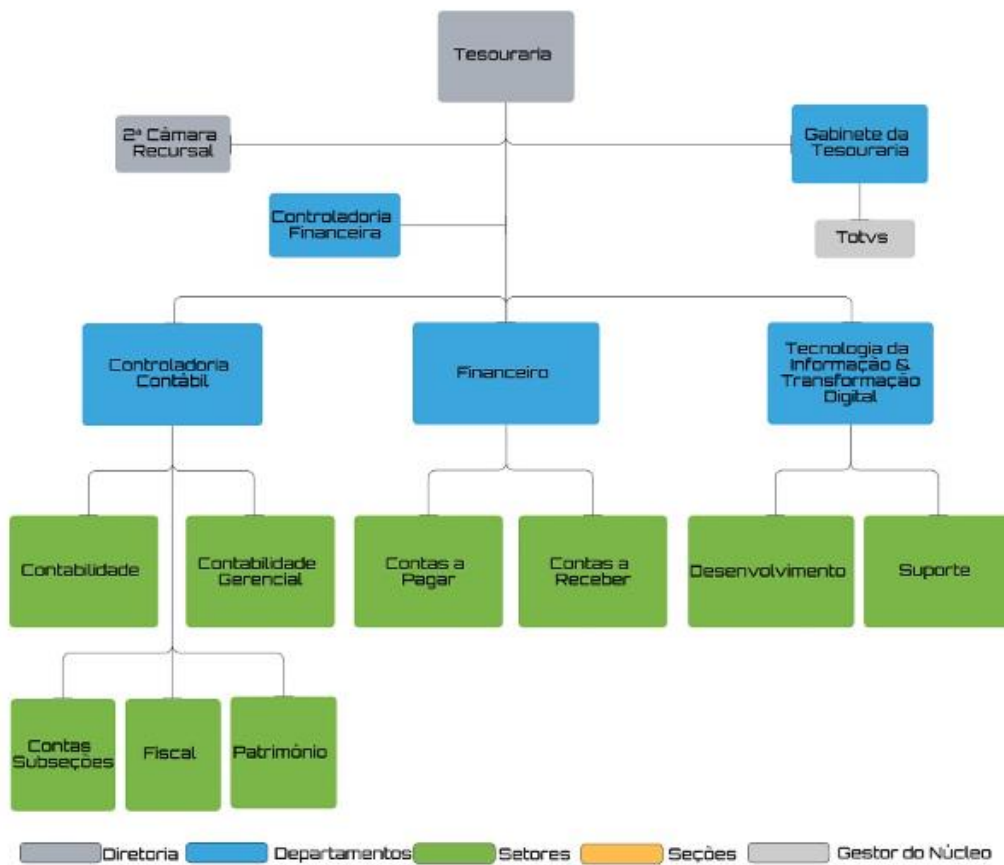 Tesouraria
2ª Câmara
Recursal
Gabinete da
Tesouraria
Controladoria
Financeira
Totvs
Controladoria
Contábil
Financeiro
Tecnologia da
Informação &
Transformação
Digital
Contabilidade
Contabilidade
Gerencial
Contas a
Pagar
Contas a
Receber
Desenvolvimento
Suporte
Contas
Subseções
Fiscal
Patrimônio
Diretoria
Departamentos
Setores
Seções
Gestor do Núcleo